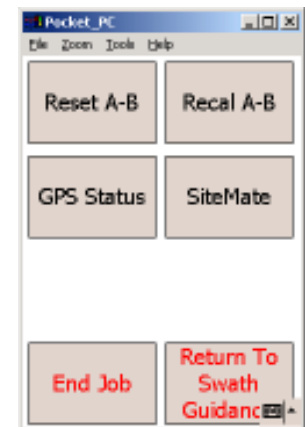 Pocket_PC
File Zoom Tools Help
Reset A-B Recal A-B
GPS Status SiteMate
End Job Return To
Swath
Guidanc